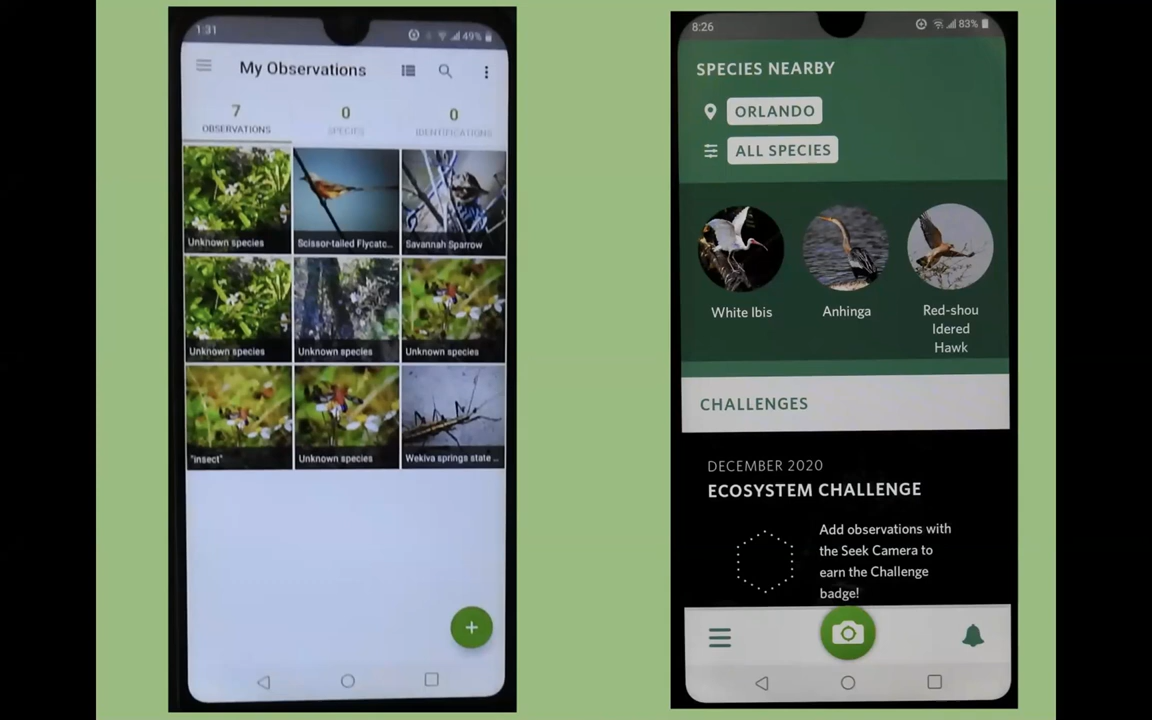 1:31
49%
My Observations
7
0
0
OBSERVATIONS
SPECIES
IDENTIFICATIONS
Unknown species
Scissor-tailed Flycatc...
Savannah Sparrow
Unknown species
Unknown species
Unknown species
"insect"
Unknown species
Wekiva springs state ...
8:26
83%
SPECIES NEARBY
ORLANDO
ALL SPECIES
White Ibis
Anhinga
Red-shou
ldered
Hawk
CHALLENGES
DECEMBER 2020
ECOSYSTEM CHALLENGE
Add observations with
the Seek Camera to
earn the Challenge
badge!